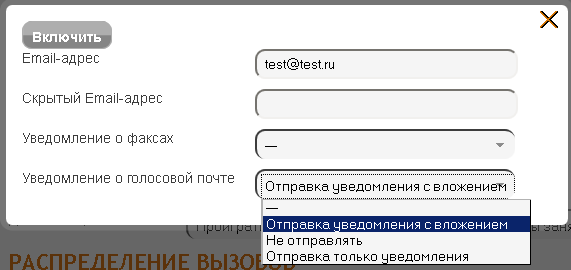 Включить
Email-адрес
test@test.ru
Скрытый Email-адрес
Уведомление о факсах
—
Уведомление о голосовой почте
Отправка уведомления с вложением
—
Отправка уведомления с вложением
Не отправлять
Отправка только уведомления
РАСПРЕДЕЛЕНИЕ ВЫЗОВОВ